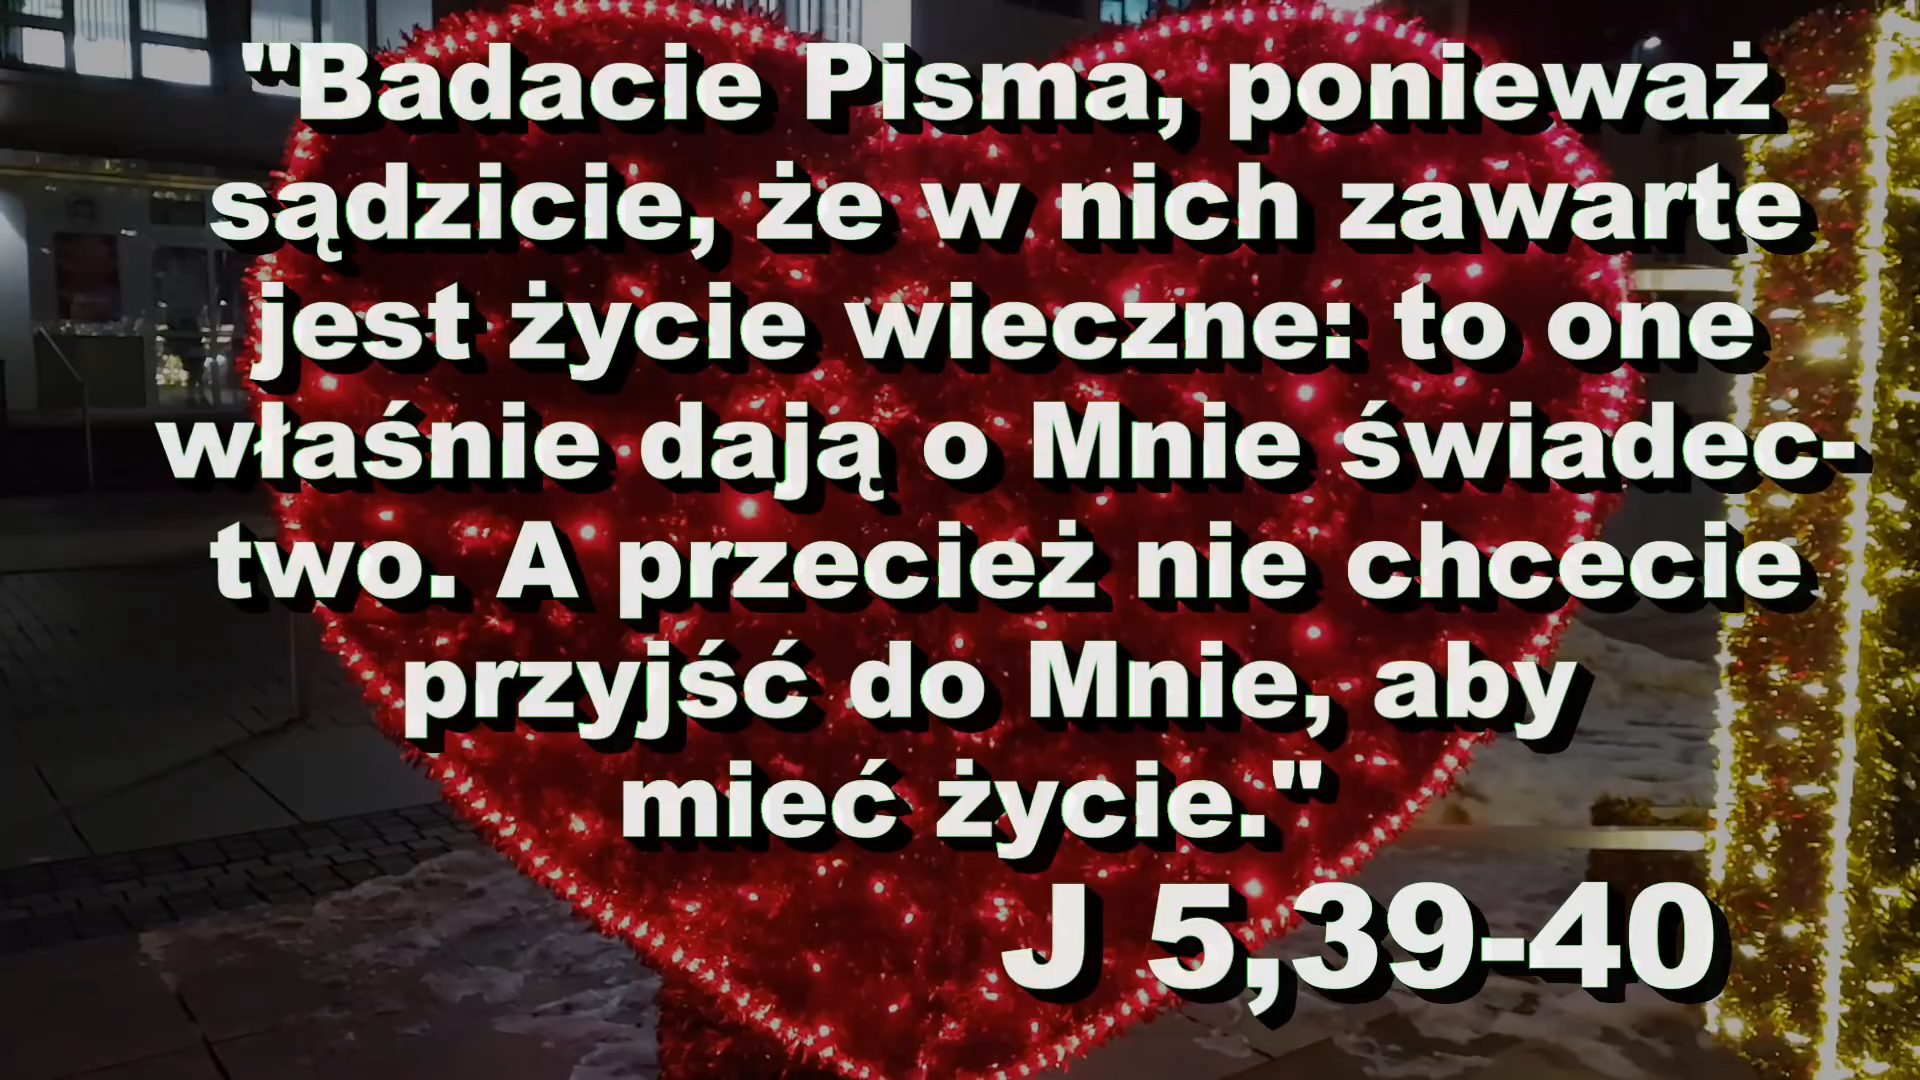 "Badacie Pisma, ponieważ
sądzicie, że w nich zawarte
jest życie wieczne: to one
właśnie dają o Mnie świadec-
two. A przecież nie chcecie
przyjść do Mnie, aby
mieć życie."
J 5,39-40